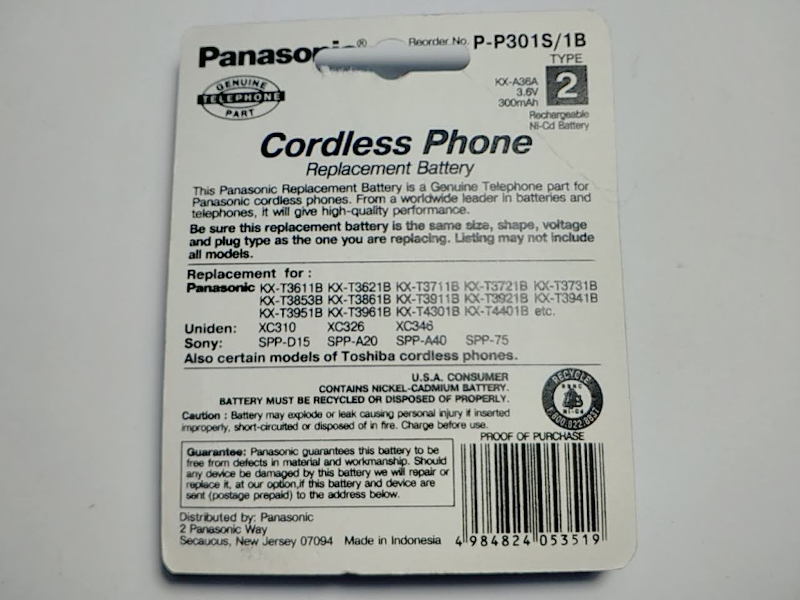 Panasonic® Reorder No. P-P301S/1B
TYPE
2
KX-A36A
3.6V
300mAh
Rechargeable
Ni-Cd Battery
GENUINE
TELEPHONE
PART
Cordless Phone
Replacement Battery
This Panasonic Replacement Battery is a Genuine Telephone part for
Panasonic cordless phones. From a worldwide leader in batteries and
telephones, it will give high-quality performance.
Be sure this replacement battery is the same size, shape, voltage
and plug type as the one you are replacing. Listing may not include
all models.
Replacement for :
Panasonic KX-T3611B KX-T3621B KX-T3711B KX-T3721B KX-T3731B
KX-T3853B KX-T3861B KX-T3911B KX-T3921B KX-T3941B
KX-T3951B KX-T3961B KX-T4301B KX-T4401B etc.
Uniden: XC310 XC326 XC346
Sony: SPP-D15 SPP-A20 SPP-A40 SPP-75
Also certain models of Toshiba cordless phones.
U.S.A. CONSUMER
CONTAINS NICKEL-CADMIUM BATTERY.
BATTERY MUST BE RECYCLED OR DISPOSED OF PROPERLY.
Caution : Battery may explode or leak causing personal injury if inserted
improperly, short-circuited or disposed of in fire. Charge before use.
RECYCLE
RBRC
Ni-Cd
1.800.822.8837
PROOF OF PURCHASE
Guarantee: Panasonic guarantees this battery to be
free from defects in material and workmanship. Should
any device be damaged by this battery we will repair or
replace it, at our option,if this battery and device are
sent (postage prepaid) to the address below.
Distributed by: Panasonic
2 Panasonic Way
Secaucus, New Jersey 07094 Made in Indonesia
4 984824 053519